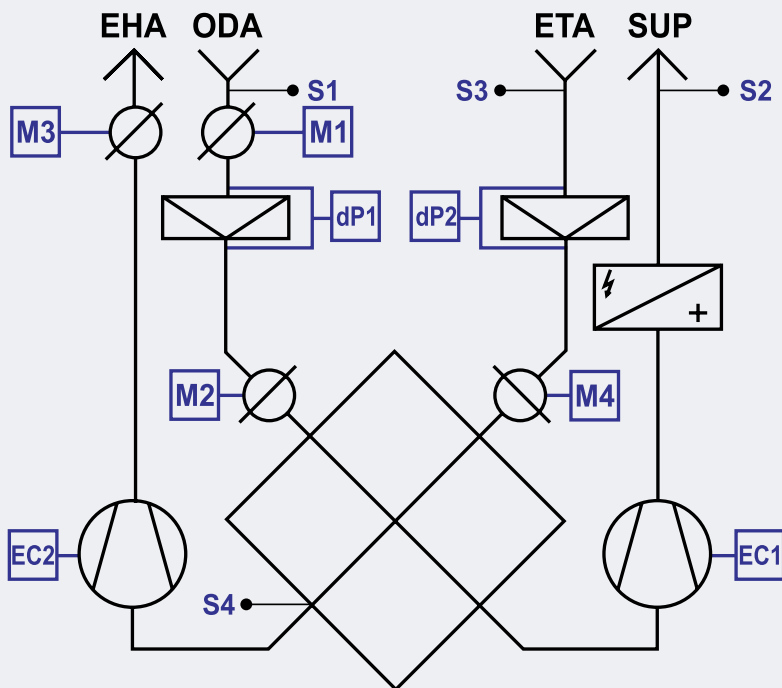 EHA ODA ETA SUP
S1 S3 S2
M3 M1
dP1 dP2
+
M2 M4
EC2 EC1
S4